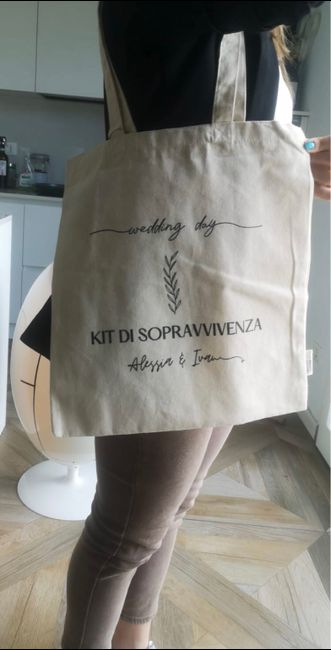 wedding day
KIT DI SOPRAVVIVENZA
Alessia & Ivan